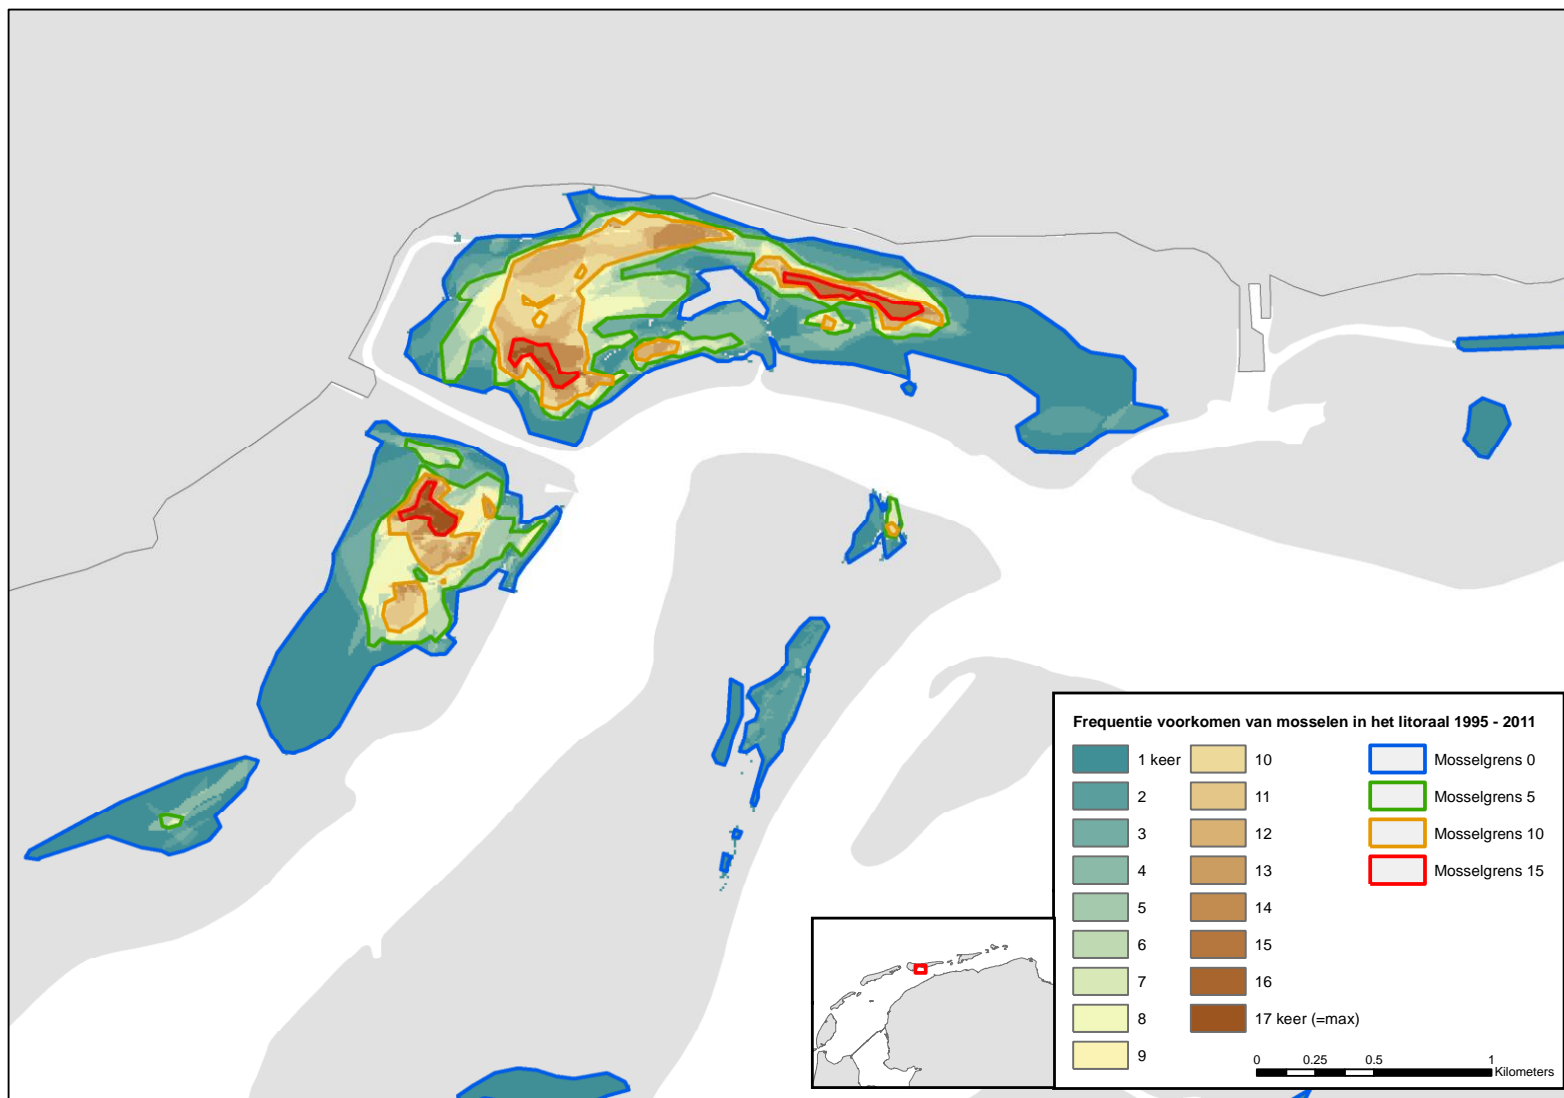 Frequentie voorkomen van mosselen in het litoraal 1995 - 2011
1 keer
2
3
4
5
6
7
8
9
10
11
12
13
14
15
16
17 keer (=max)
Mosselgrens 0
Mosselgrens 5
Mosselgrens 10
Mosselgrens 15
0 0.25 0.5 1
Kilometers